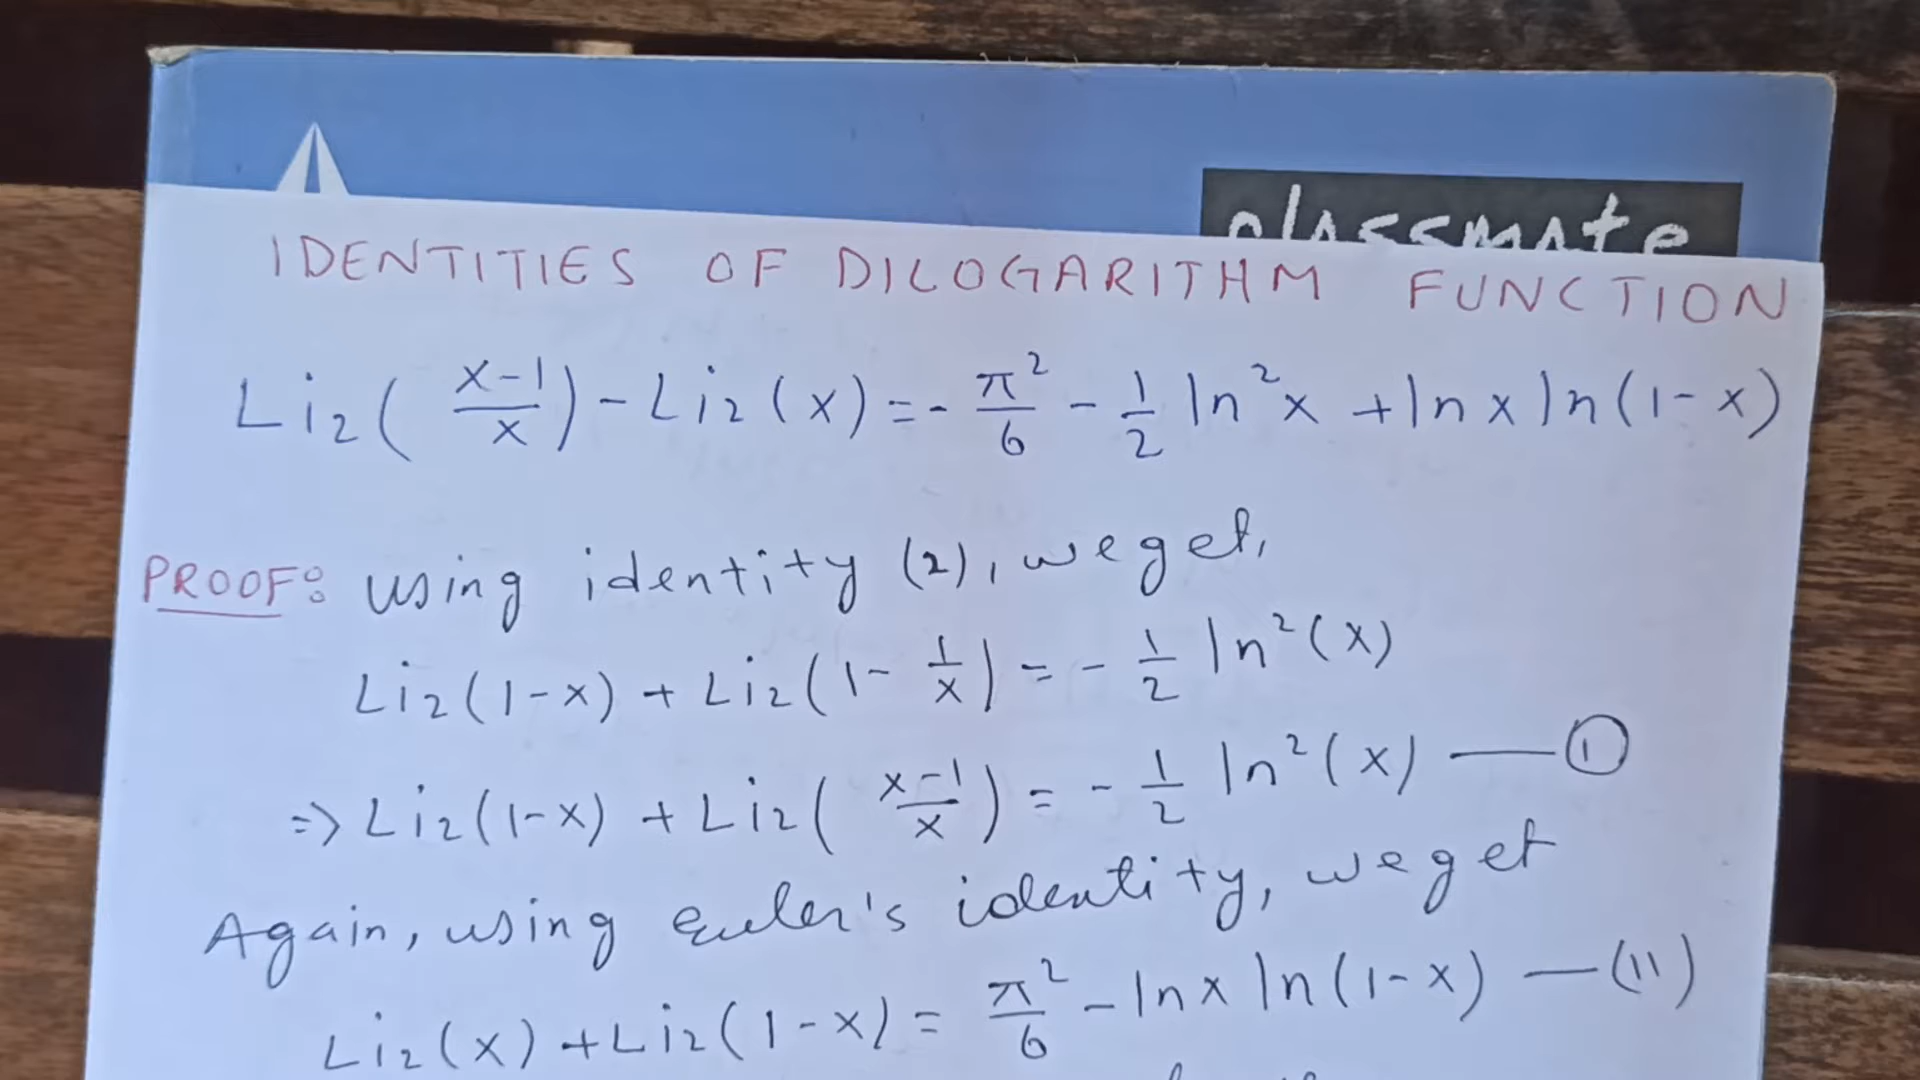 classmate
IDENTITIES OF DILOGARITHM FUNCTION
Li₂((x-1)/x) - Li₂(x) = - π²/6 - 1/2 ln²x + lnx ln(1-x)
PROOF: using identity (2), we get,
Li₂(1-x) + Li₂(1 - 1/x) = - 1/2 ln²(x)
=> Li₂(1-x) + Li₂((x-1)/x) = - 1/2 ln²(x) — ①
Again, using Euler's identity, we get
Li₂(x) + Li₂(1-x) = π²/6 - lnx ln(1-x) — (11)